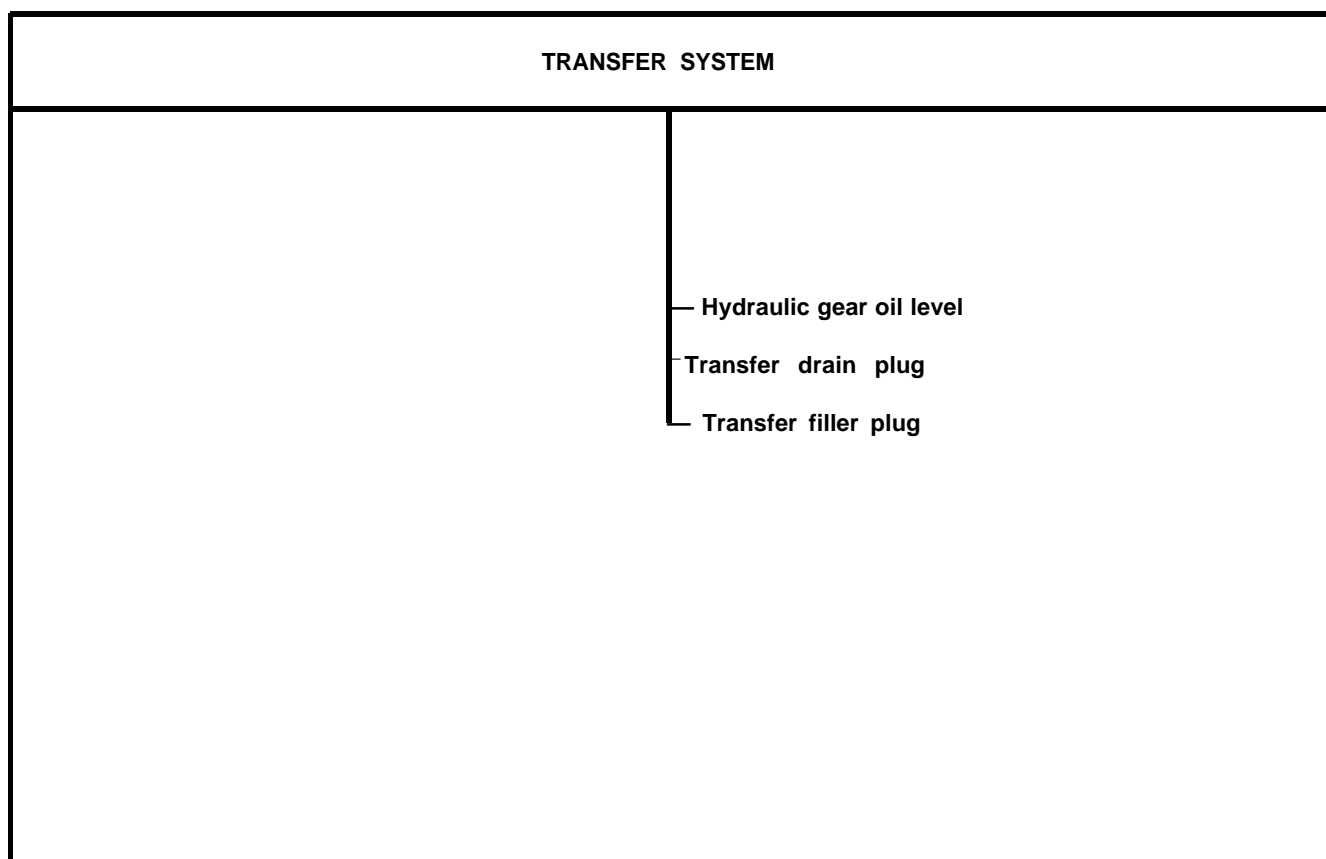 TRANSFER SYSTEM
Hydraulic gear oil level
Transfer drain plug
Transfer filler plug